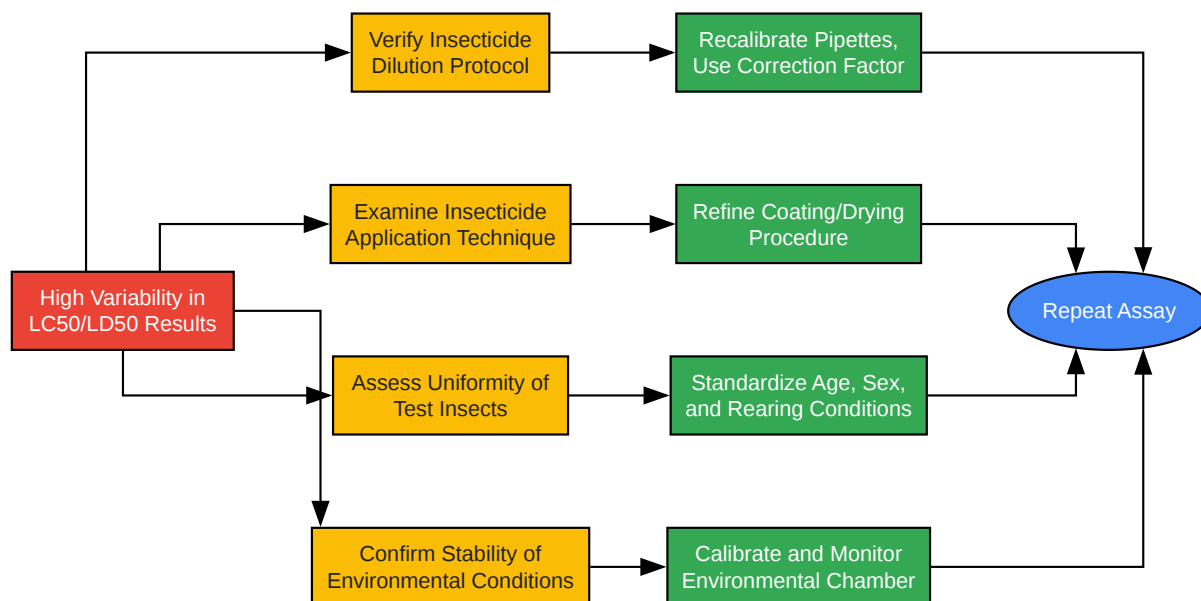 Verify Insecticide
Dilution Protocol
Recalibrate Pipettes,
Use Correction Factor
Examine Insecticide
Application Technique
Refine Coating/Drying
Procedure
High Variability in
LC50/LD50 Results
Repeat Assay
Assess Uniformity of
Test Insects
Standardize Age, Sex,
and Rearing Conditions
Confirm Stability of
Environmental Conditions
Calibrate and Monitor
Environmental Chamber